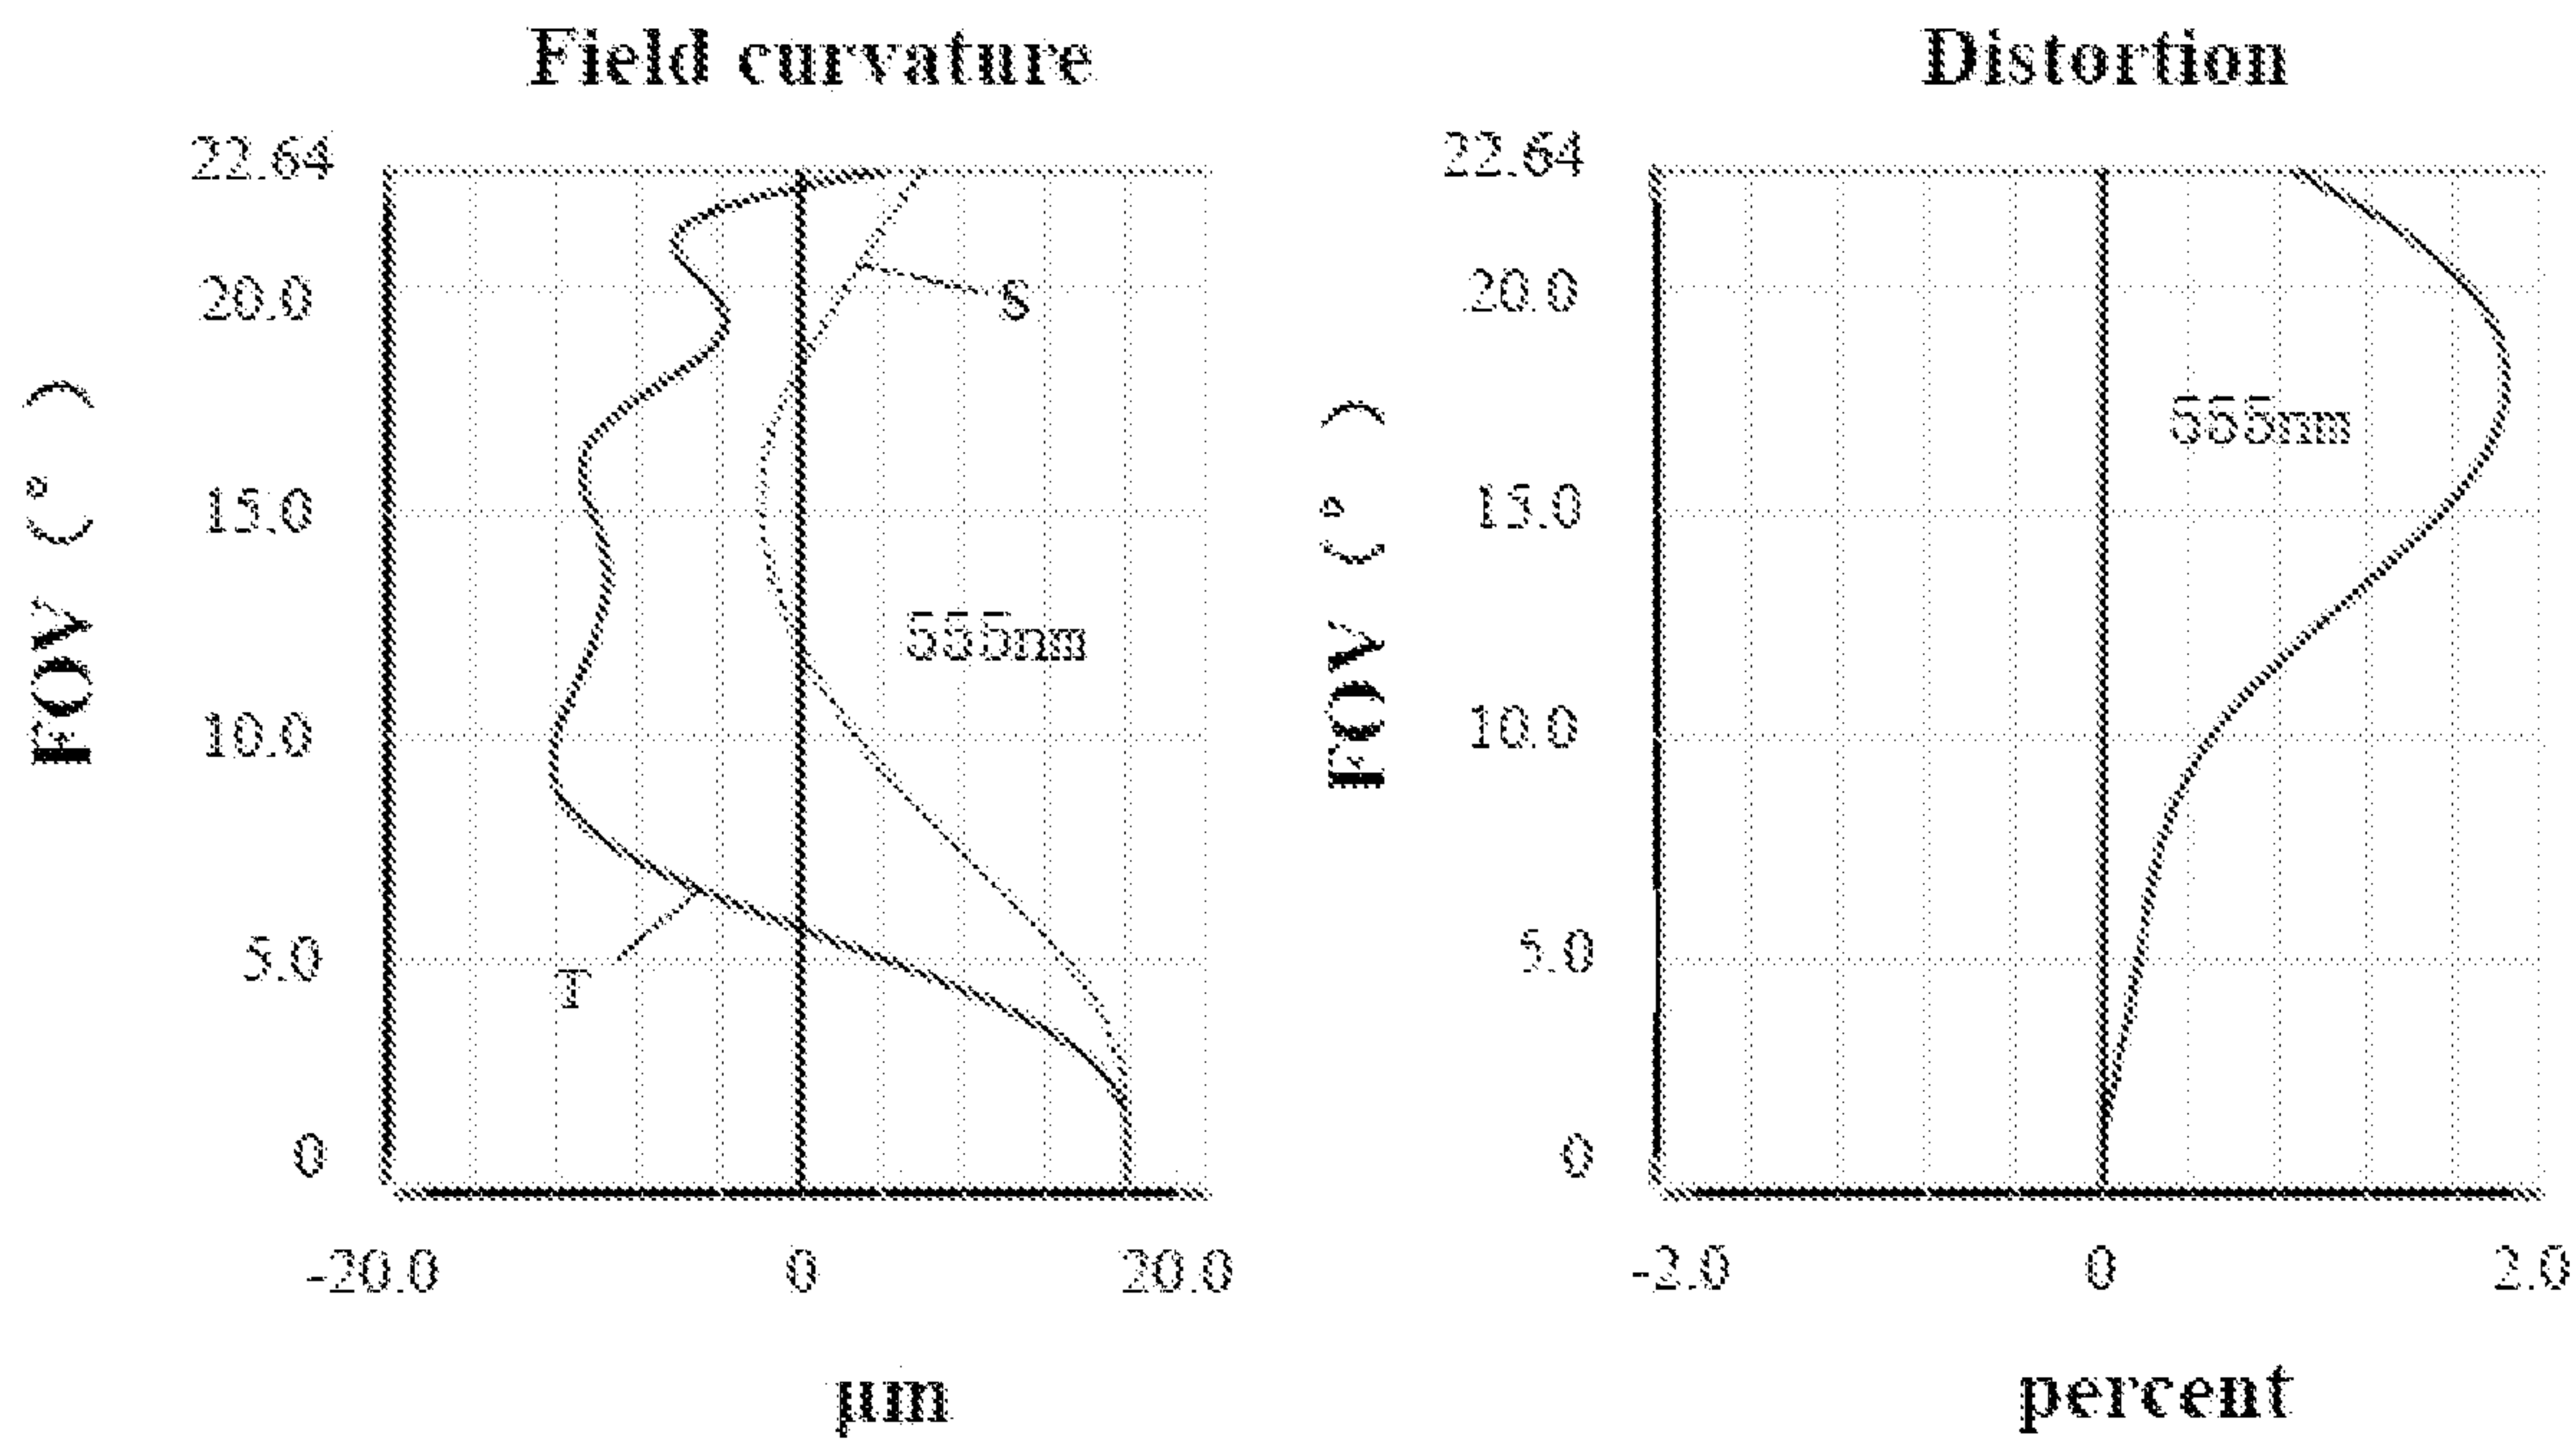 Field curvature
22.64
20.0
15.0
10.0
5.0
0
FOV (°)
S
T
555nm
-20.0 0 20.0
μm
Distortion
22.64
20.0
15.0
10.0
5.0
0
FOV (°)
555nm
-2.0 0 2.0
percent